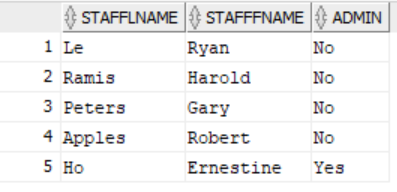 STAFFLNAME STAFFFNAME ADMIN
1 Le Ryan No
2 Ramis Harold No
3 Peters Gary No
4 Apples Robert No
5 Ho Ernestine Yes